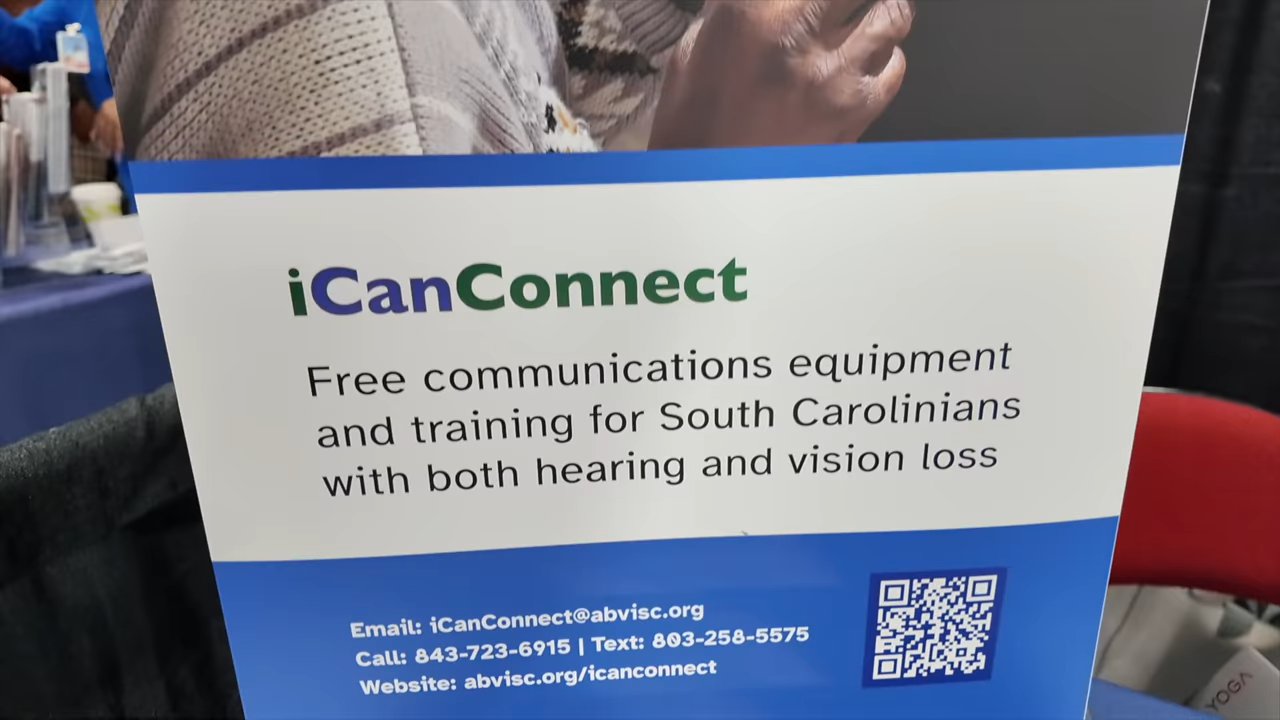 iCanConnect
Free communications equipment
and training for South Carolinians
with both hearing and vision loss
Email: iCanConnect@abvisc.org
Call: 843-723-6915 | Text: 803-258-5575
Website: abvisc.org/icanconnect
YOGA